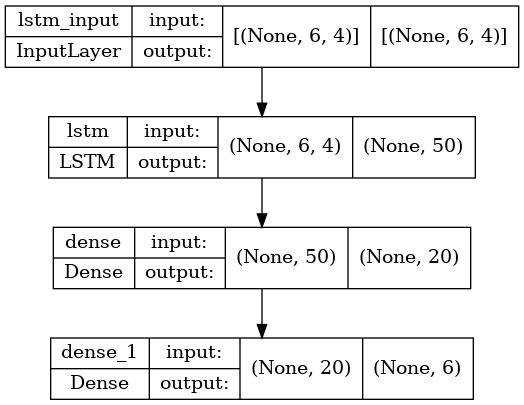 lstm_input input: [(None, 6, 4)] [(None, 6, 4)]
InputLayer output:
lstm input: (None, 6, 4) (None, 50)
LSTM output:
dense input: (None, 50) (None, 20)
Dense output:
dense_1 input: (None, 20) (None, 6)
Dense output: